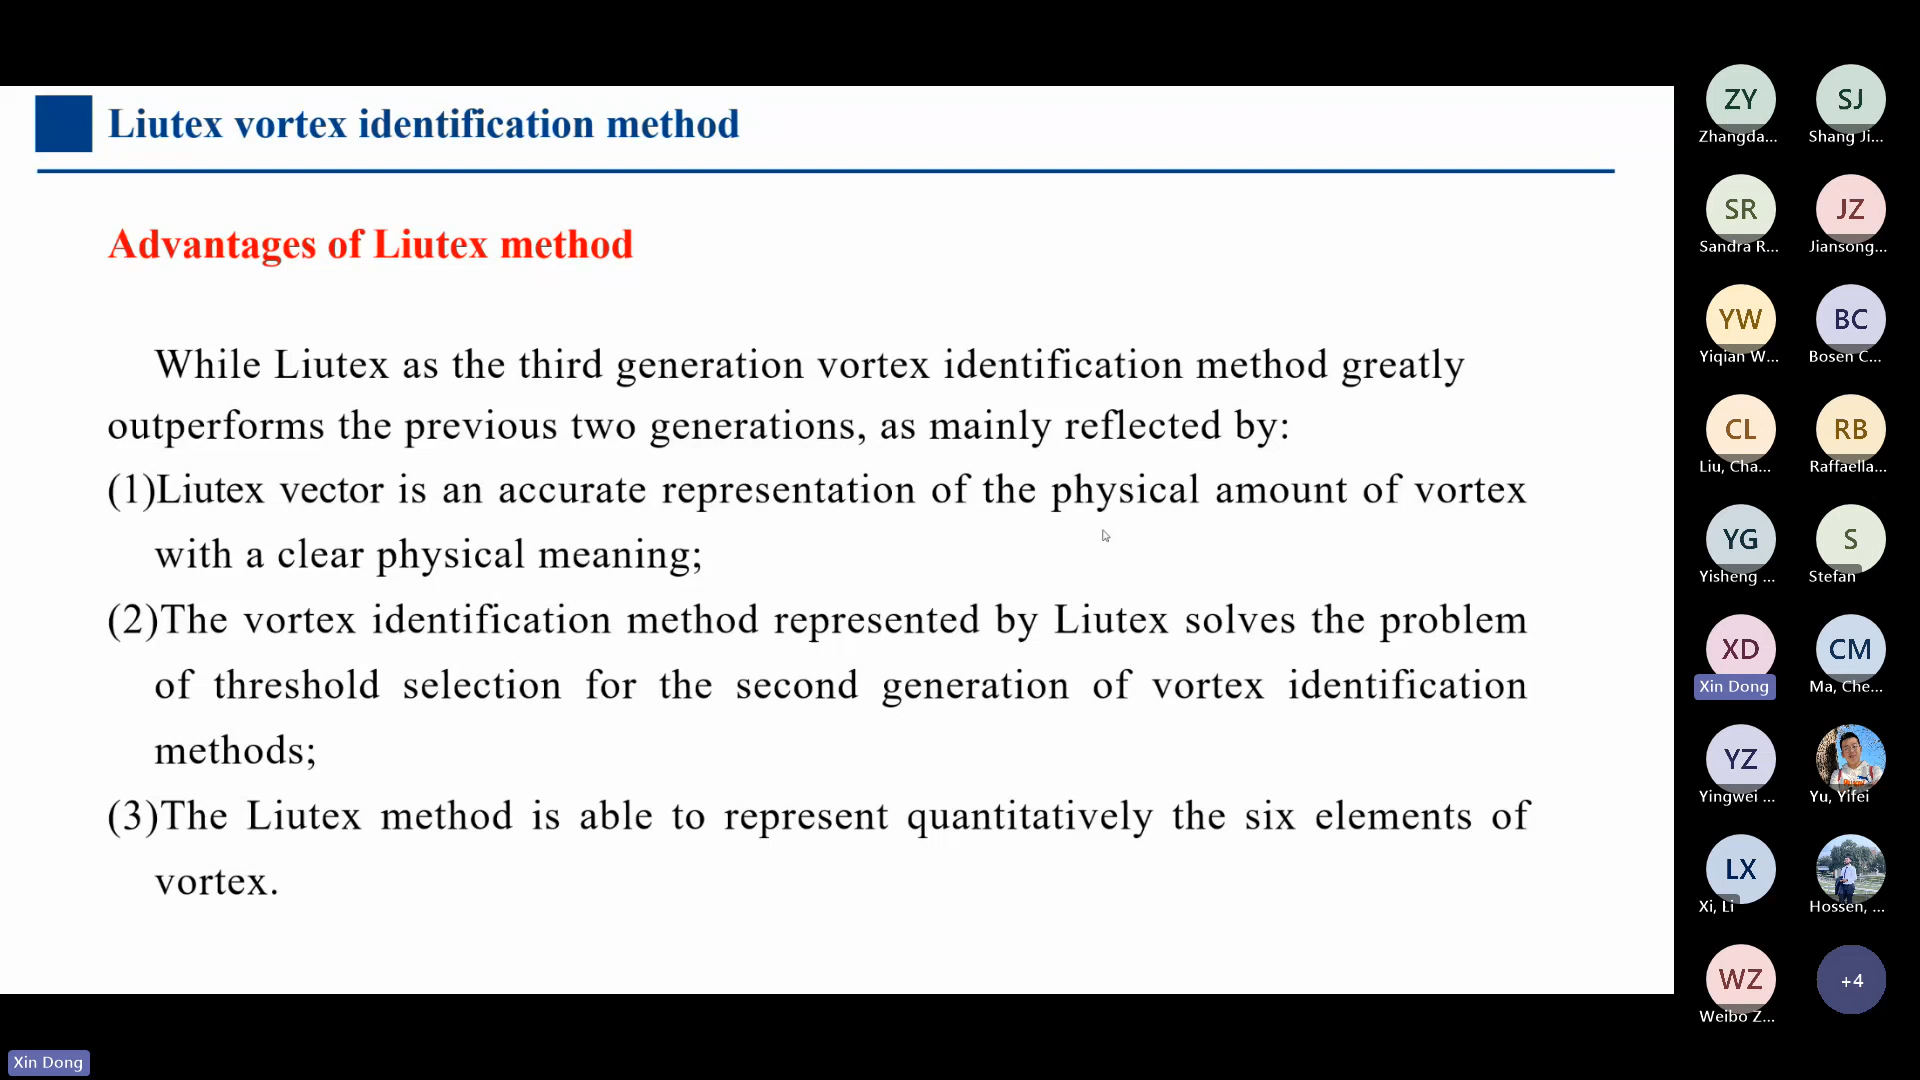 Liutex vortex identification method
Advantages of Liutex method
While Liutex as the third generation vortex identification method greatly
outperforms the previous two generations, as mainly reflected by:
(1)Liutex vector is an accurate representation of the physical amount of vortex
with a clear physical meaning;
(2)The vortex identification method represented by Liutex solves the problem
of threshold selection for the second generation of vortex identification
methods;
(3)The Liutex method is able to represent quantitatively the six elements of
vortex.
ZY
Zhangda...
SJ
Shang Ji...
SR
Sandra R...
JZ
Jiansong...
YW
Yiqian W...
BC
Bosen C...
CL
Liu, Cha...
RB
Raffaella...
YG
Yisheng ...
S
Stefan
XD
Xin Dong
CM
Ma, Che...
YZ
Yingwei ...
Yu, Yifei
LX
Xi, Li
Hossen, ...
WZ
Weibo Z...
+4
Xin Dong